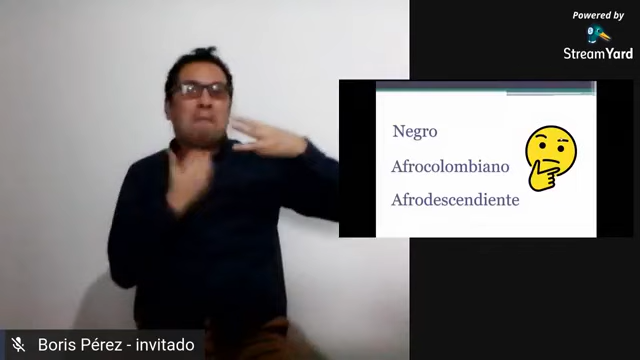 Powered by
StreamYard
Negro
Afrocolombiano
Afrodescendiente
Boris Pérez - invitado